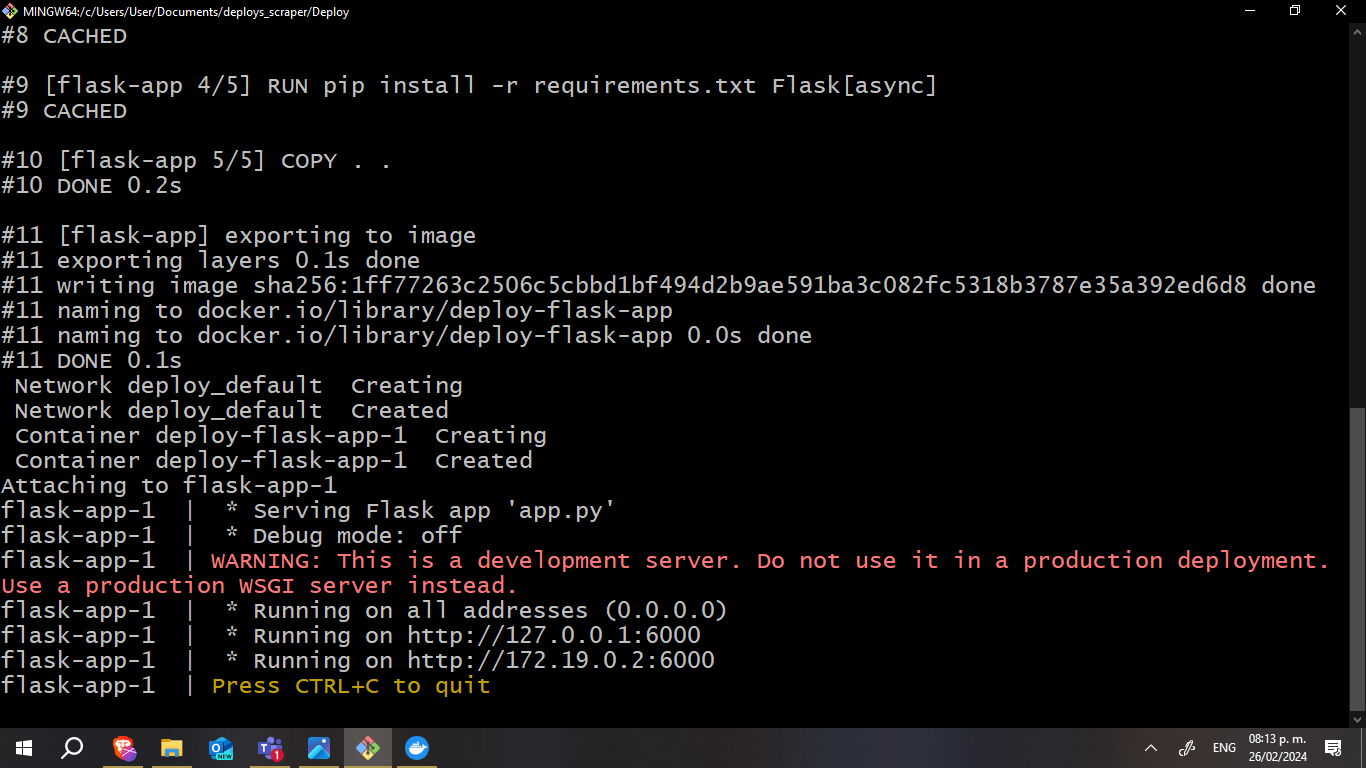 MINGW64:/c/Users/User/Documents/deploys_scraper/Deploy
#8 CACHED
#9 [flask-app 4/5] RUN pip install -r requirements.txt Flask[async]
#9 CACHED
#10 [flask-app 5/5] COPY . .
#10 DONE 0.2s
#11 [flask-app] exporting to image
#11 exporting layers 0.1s done
#11 writing image sha256:1ff77263c2506c5cbbd1bf494d2b9ae591ba3c082fc5318b3787e35a392ed6d8 done
#11 naming to docker.io/library/deploy-flask-app
#11 naming to docker.io/library/deploy-flask-app 0.0s done
#11 DONE 0.1s
Network deploy_default  Creating
Network deploy_default  Created
Container deploy-flask-app-1  Creating
Container deploy-flask-app-1  Created
Attaching to flask-app-1
flask-app-1  |  * Serving Flask app 'app.py'
flask-app-1  |  * Debug mode: off
flask-app-1  | WARNING: This is a development server. Do not use it in a production deployment.
Use a production WSGI server instead.
flask-app-1  |  * Running on all addresses (0.0.0.0)
flask-app-1  |  * Running on http://127.0.0.1:6000
flask-app-1  |  * Running on http://172.19.0.2:6000
flask-app-1  | Press CTRL+C to quit
NEW
1
ENG
08:13 p. m.
26/02/2024